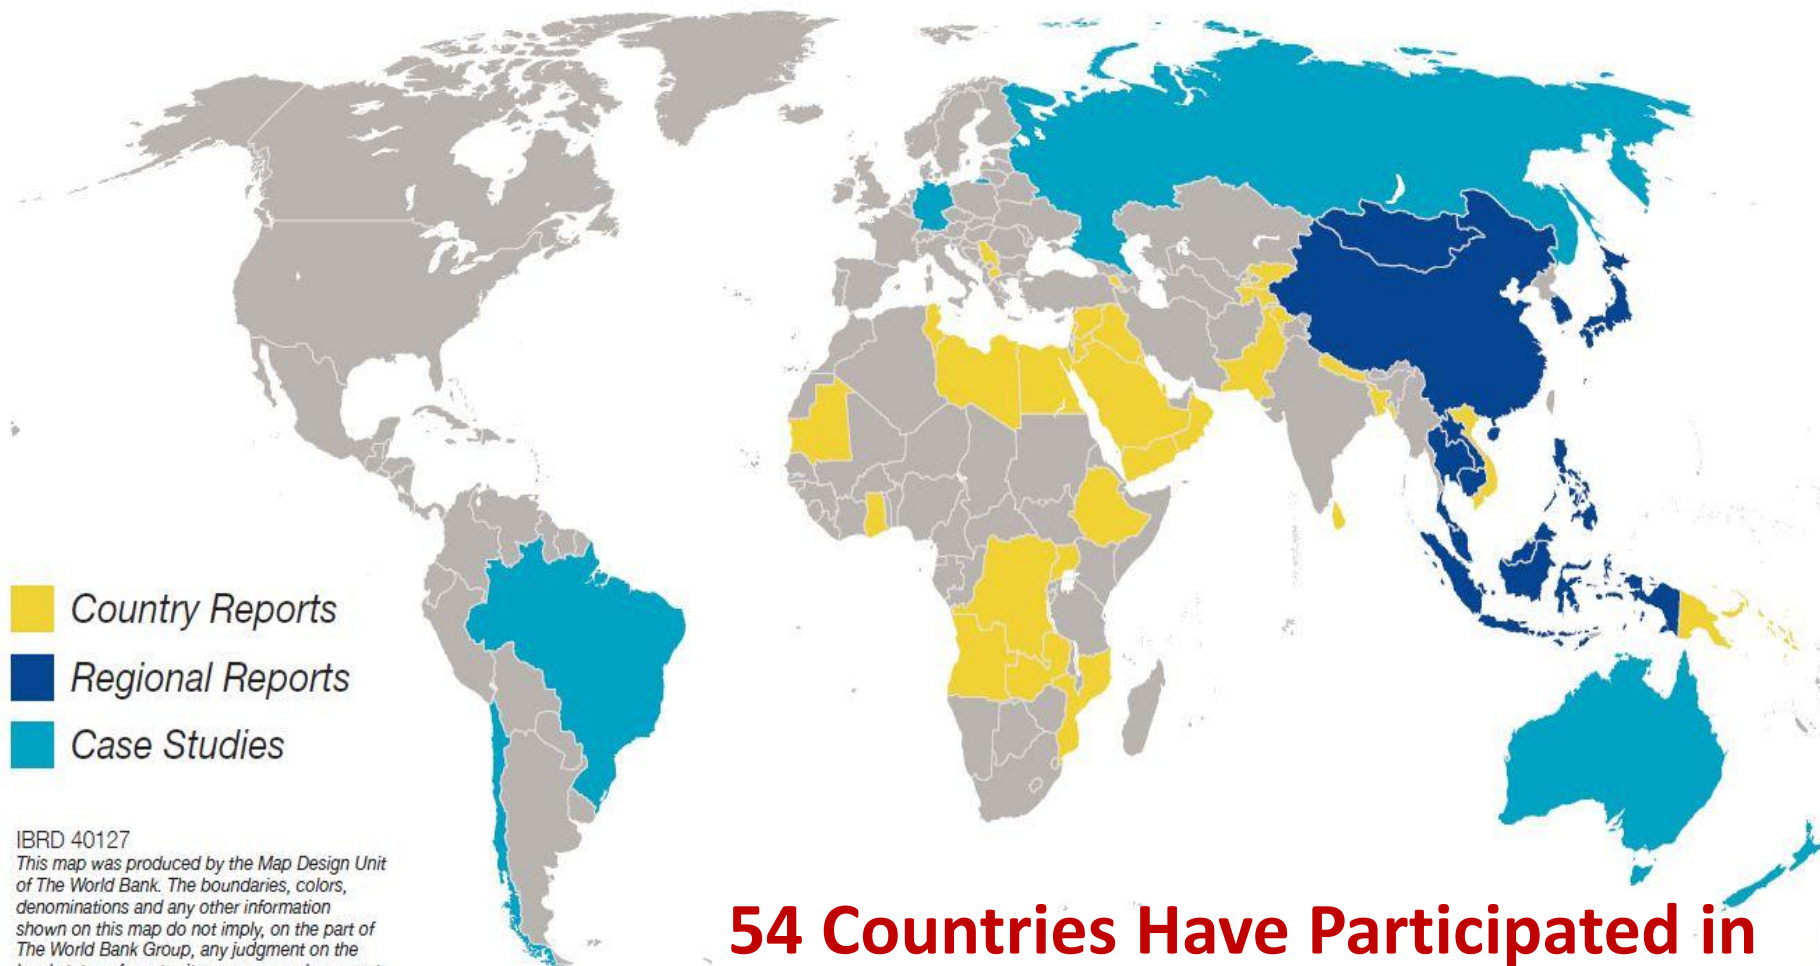 Country Reports
Regional Reports
Case Studies
IBRD 40127
This map was produced by the Map Design Unit
of The World Bank. The boundaries, colors,
denominations and any other information
shown on this map do not imply, on the part of
The World Bank Group, any judgment on the
54 Countries Have Participated in